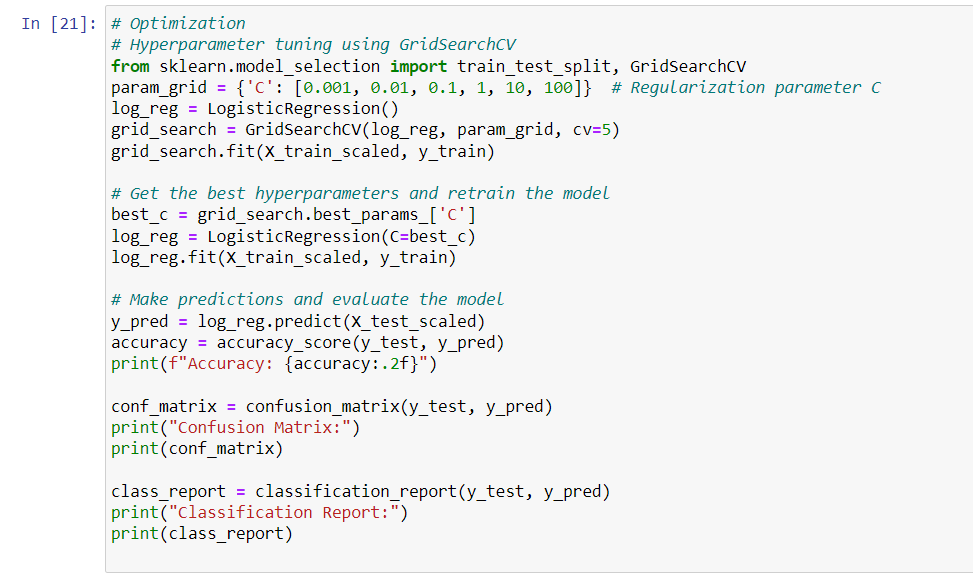 In [21]:
# Optimization
# Hyperparameter tuning using GridSearchCV
from sklearn.model_selection import train_test_split, GridSearchCV
param_grid = {'C': [0.001, 0.01, 0.1, 1, 10, 100]}  # Regularization parameter C
log_reg = LogisticRegression()
grid_search = GridSearchCV(log_reg, param_grid, cv=5)
grid_search.fit(X_train_scaled, y_train)

# Get the best hyperparameters and retrain the model
best_c = grid_search.best_params_['C']
log_reg = LogisticRegression(C=best_c)
log_reg.fit(X_train_scaled, y_train)

# Make predictions and evaluate the model
y_pred = log_reg.predict(X_test_scaled)
accuracy = accuracy_score(y_test, y_pred)
print(f"Accuracy: {accuracy:.2f}")

conf_matrix = confusion_matrix(y_test, y_pred)
print("Confusion Matrix:")
print(conf_matrix)

class_report = classification_report(y_test, y_pred)
print("Classification Report:")
print(class_report)